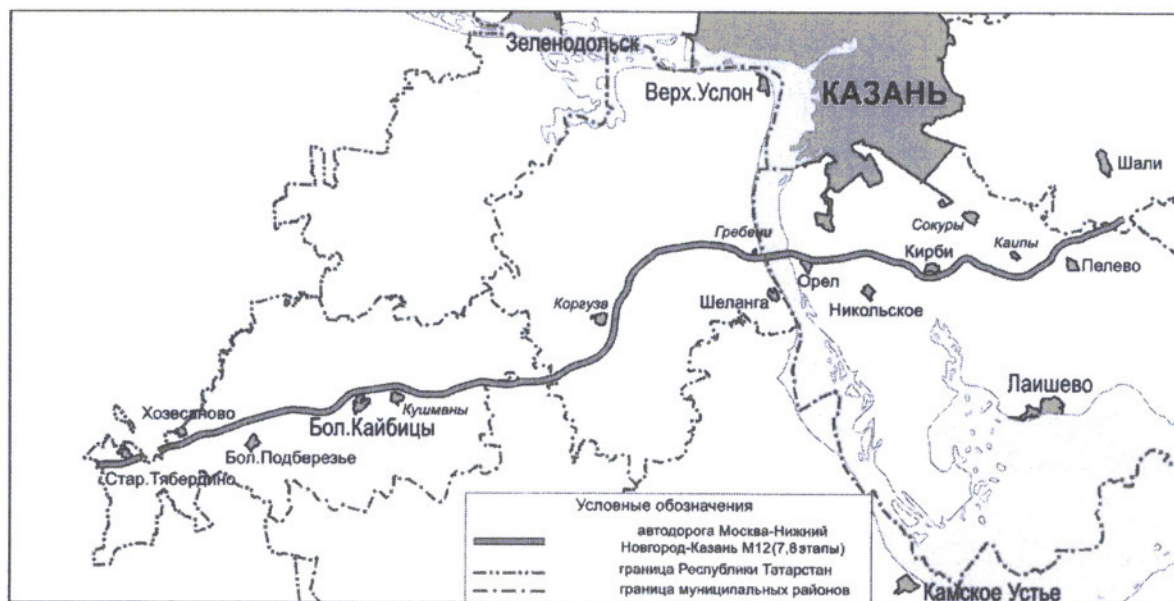 Зеленодольск
Верх.Услон
КАЗАНЬ
Шали
Сокуры
Гребени
Кирби
Каипы
Пелево
Орел
Шеланга
Никольское
Коргуза
Лаишево
Хозесаново
Кушманы
Бол.Кайбицы
Бол.Подберезье
Стар.Тябердино
Условные обозначения
автодорога Москва-Нижний
Новгород-Казань М12(7,8этапы)
граница Республики Татарстан
граница муниципальных районов
Камское Устье